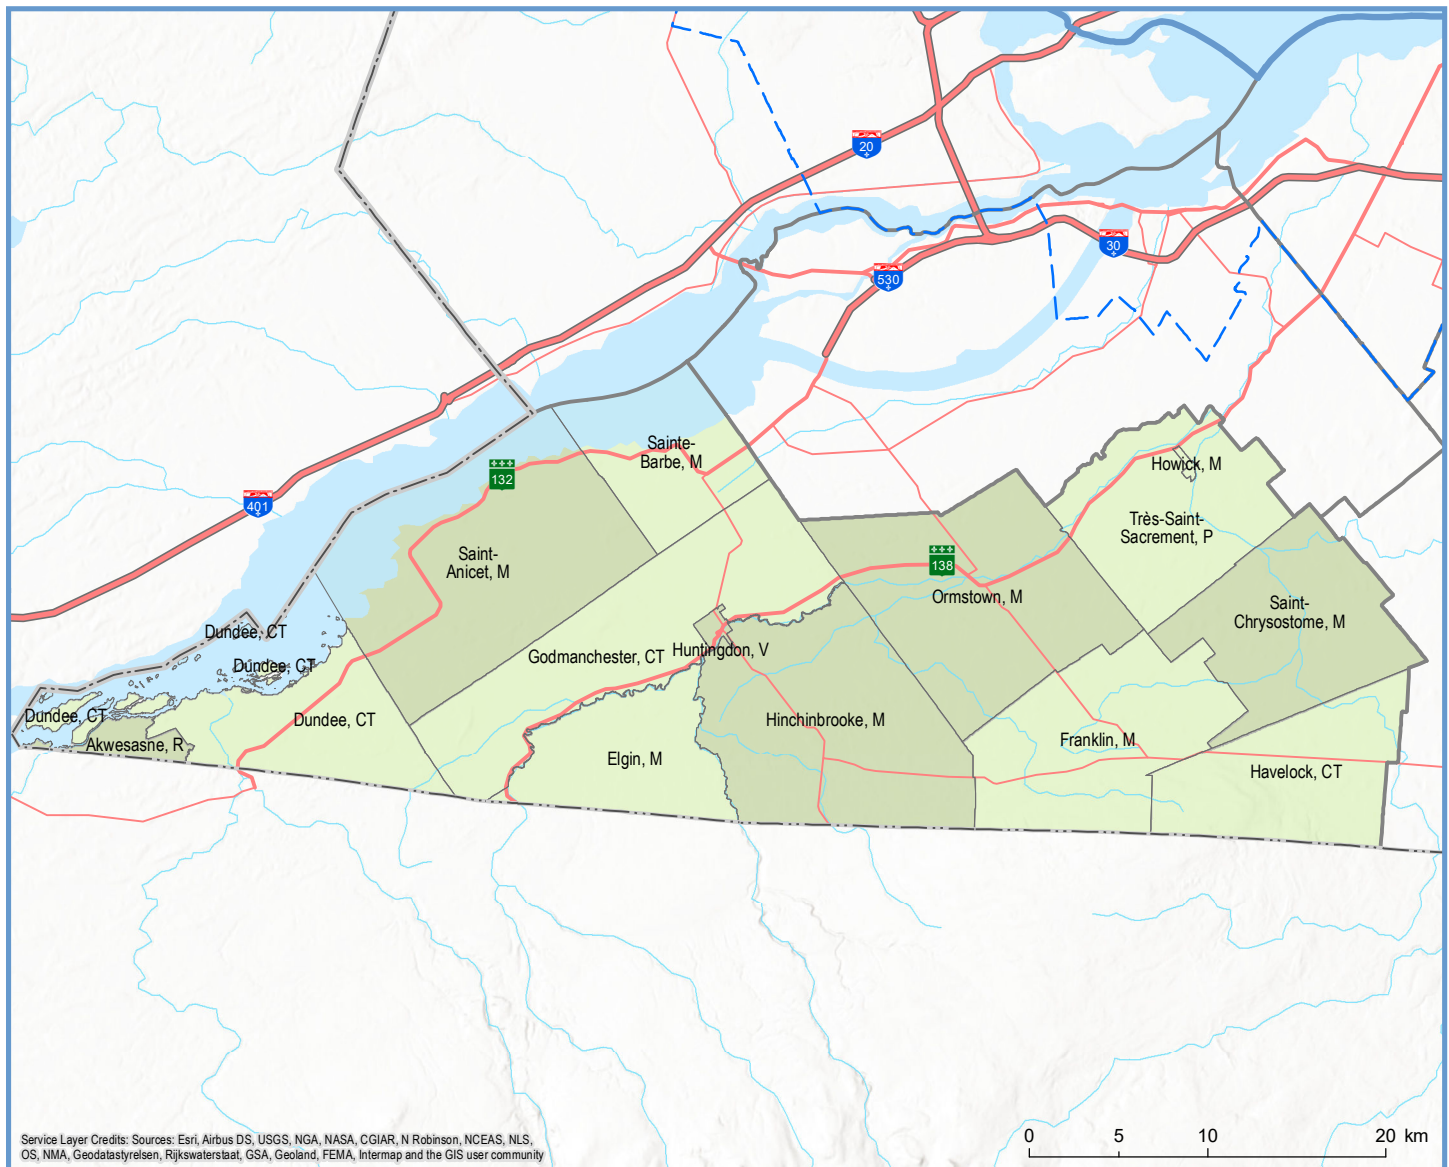 20
30
530
Sainte-
Barbe, M
Howick, M
132
401
Très-Saint-
Sacrement, P
Saint-
Anicet, M
138
Ormstown, M
Saint-
Chrysostome, M
Dundee, CT
Huntingdon, V
Godmanchester, CT
Dundee, CT
Dundee, CT
Dundee, CT
Hinchinbrooke, M
Akwesasne, R
Franklin, M
Elgin, M
Havelock, CT
0 5 10 20 km
Service Layer Credits: Sources: Esri, Airbus DS, USGS, NGA, NASA, CGIAR, N Robinson, NCEAS, NLS,
OS, NMA, Geodatastyrelsen, Rijkswaterstaat, GSA, Geoland, FEMA, Intermap and the GIS user community